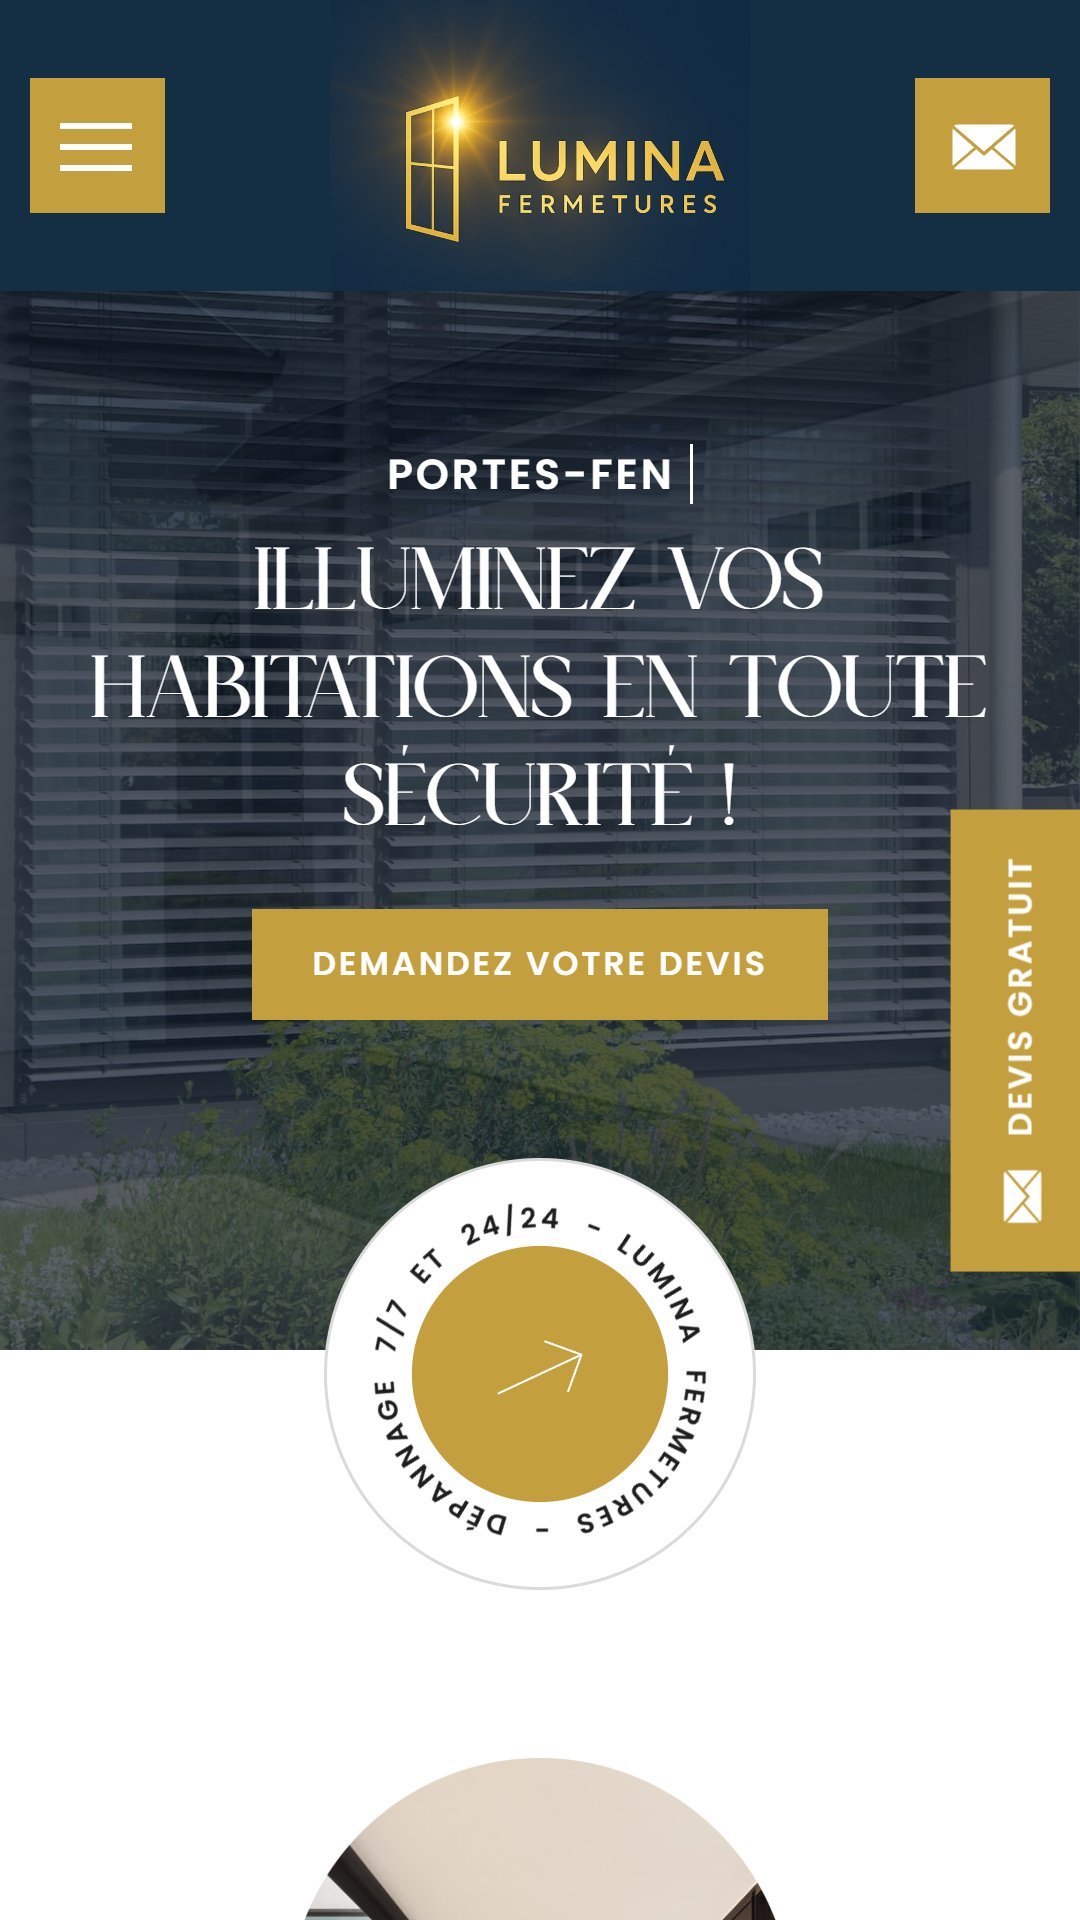 LUMINA
FERMETURES
PORTES-FEN
ILLUMINEZ VOS
HABITATIONS EN TOUTE
SÉCURITÉ !
DEMANDEZ VOTRE DEVIS
DEVIS GRATUIT
- LUMINA FERMETURES - DÉPANNAGE 7/7 ET 24/24